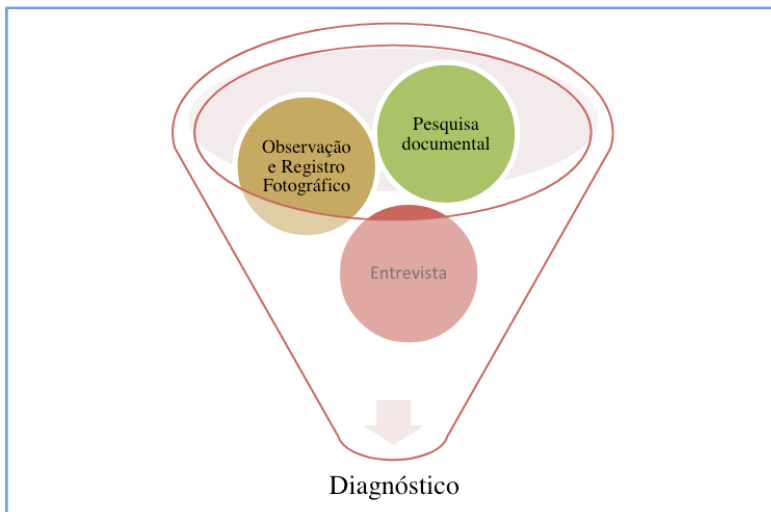 Pesquisa
documental
Observação
e Registro
Fotográfico
Entrevista
Diagnóstico